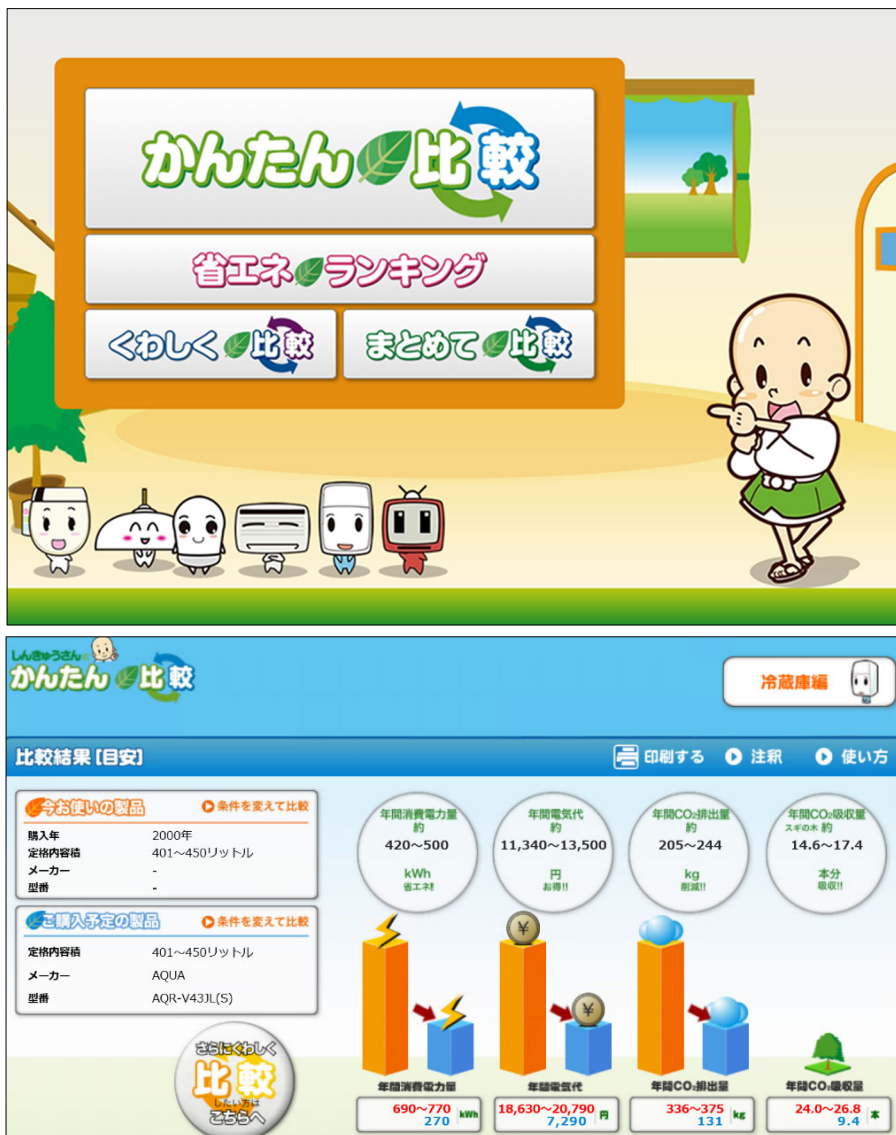 かんたん比較
省エネランキング
くわしく比較
まとめて比較
しんきゅうさんの
かんたん比較
冷蔵庫編
比較結果［目安］
印刷する
注釈
使い方
今お使いの製品
条件を変えて比較
購入年 2000年
定格内容積 401～450リットル
メーカー -
型番 -
ご購入予定の製品
条件を変えて比較
定格内容積 401～450リットル
メーカー AQUA
型番 AQR-V43JL(S)
さらにくわしく
比較
したい方は
こちらへ
年間消費電力量
約
420～500
kWh
省エネ!!
年間電気代
約
11,340～13,500
円
お得!!
年間CO₂排出量
約
205～244
kg
削減!!
年間CO₂吸収量
スギの木 約
14.6～17.4
本分
吸収!!
¥
¥
年間消費電力量
690～770
270
kWh
年間電気代
18,630～20,790
7,290
円
年間CO₂排出量
336～375
131
kg
年間CO₂吸収量
24.0～26.8
9.4
本